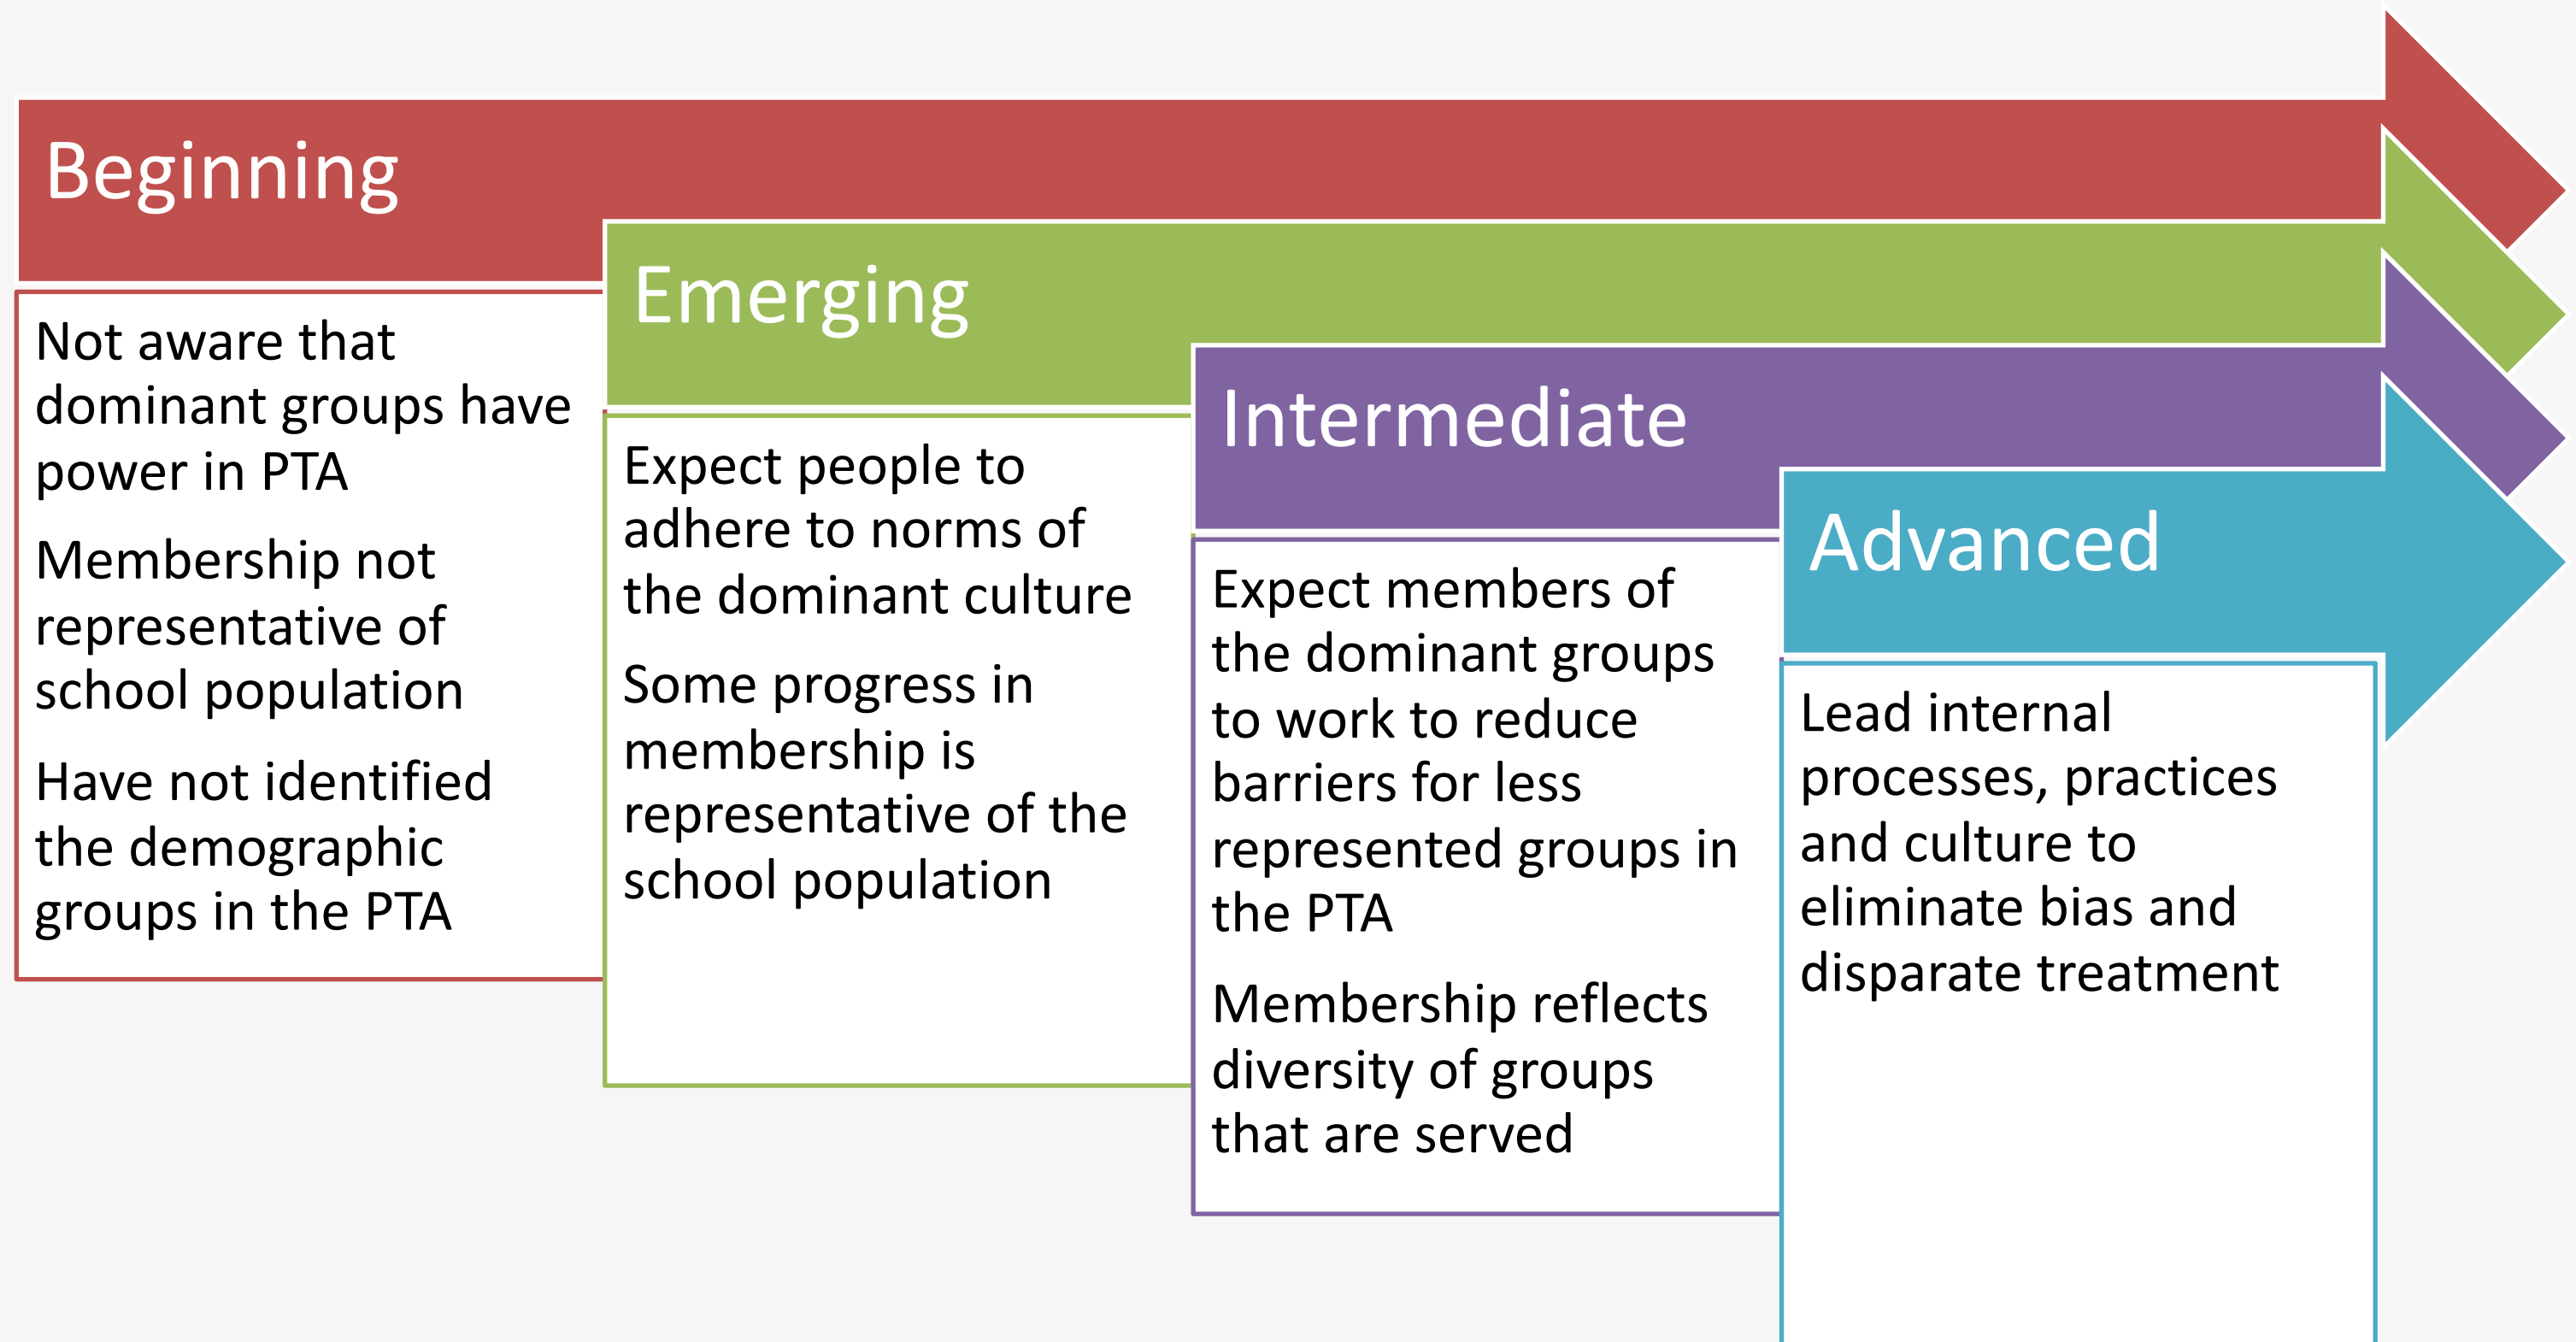 Beginning
Not aware that
dominant groups have
power in PTA
Membership not
representative of
school population
Have not identified
the demographic
groups in the PTA
Emerging
Expect people to
adhere to norms of
the dominant culture
Some progress in
membership is
representative of the
school population
Intermediate
Expect members of
the dominant groups
to work to reduce
barriers for less
represented groups in
the PTA
Membership reflects
diversity of groups
that are served
Advanced
Lead internal
processes, practices
and culture to
eliminate bias and
disparate treatment